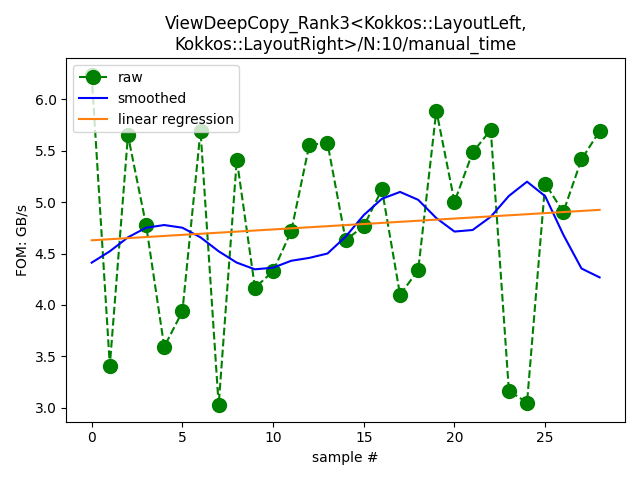 ViewDeepCopy_Rank3<Kokkos::LayoutLeft,
Kokkos::LayoutRight>/N:10/manual_time
raw
smoothed
linear regression
FOM: GB/s
6.0
5.5
5.0
4.5
4.0
3.5
3.0
0
5
10
15
20
25
sample #